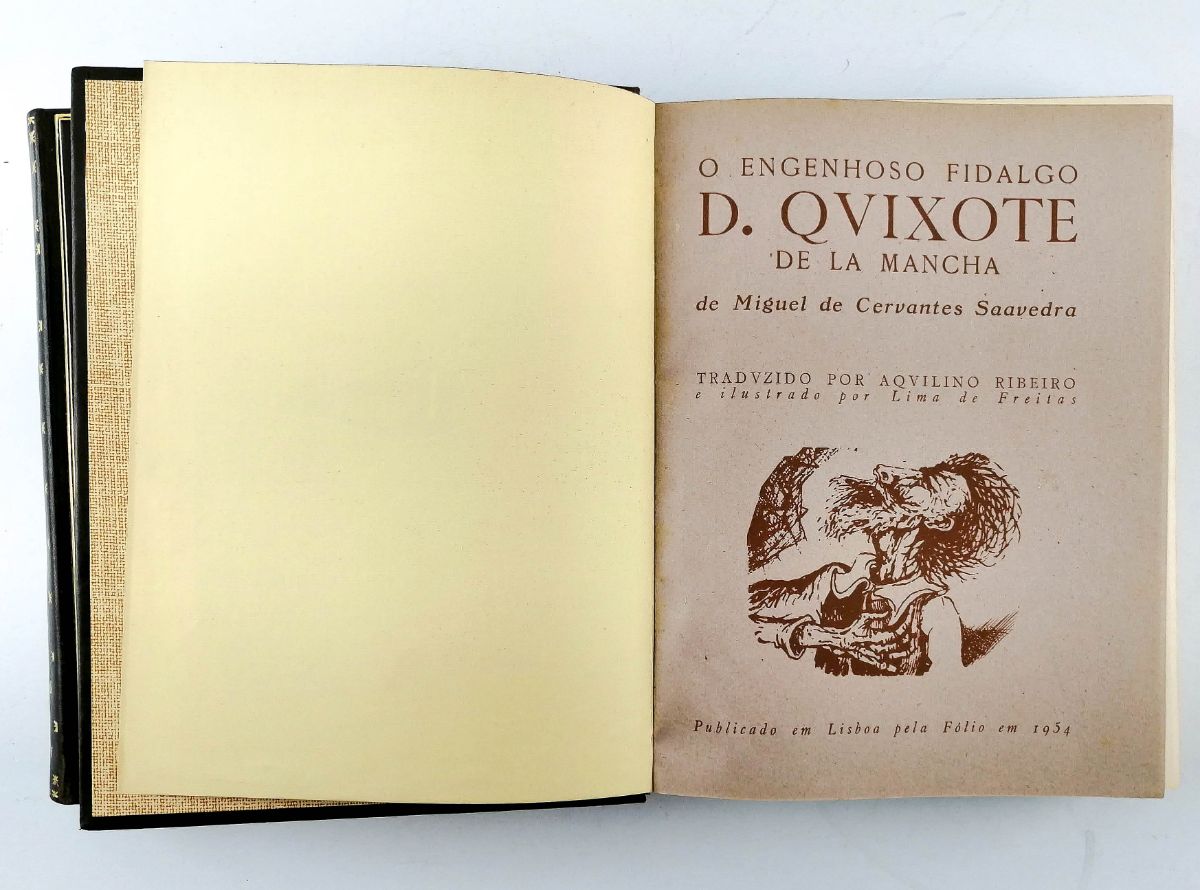 O ENGENHOSO FIDALGO
D. QVIXOTE
DE LA MANCHA
de Miguel de Cervantes Saavedra
TRADVZIDO POR AQVILINO RIBEIRO
e ilustrado por Lima de Freitas
Publicado em Lisboa pela Fólio em 1954